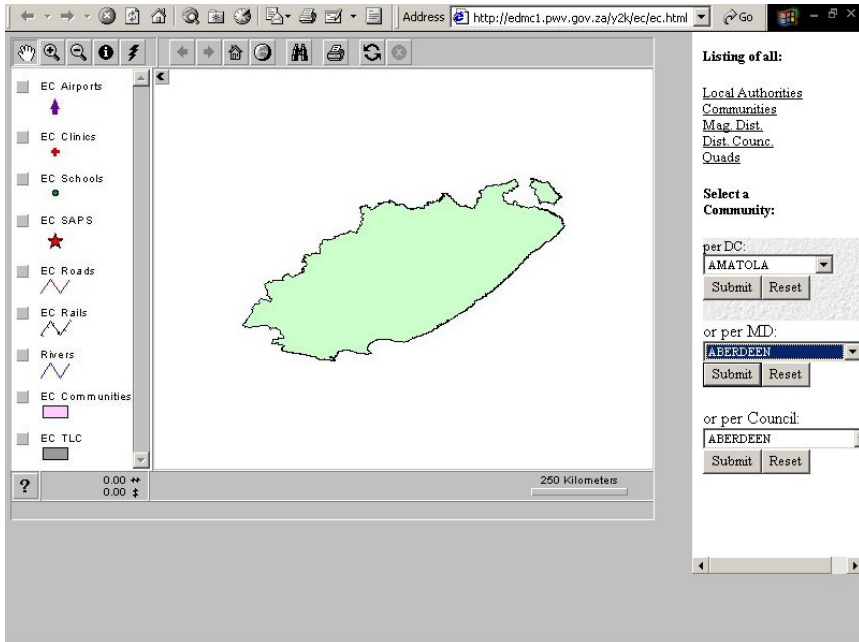 Address http://edmc1.pwv.gov.za/y2k/ec/ec.html Go
EC Airports
EC Clinics
EC Schools
EC SAPS
EC Roads
EC Rails
Rivers
EC Communities
EC TLC
? 0.00
0.00
250 Kilometers
Listing of all:
Local Authorities
Communities
Mag. Dist.
Dist. Counc.
Quads
Select a
Community:
per DC:
AMATOLA
Submit Reset
or per MD:
ABERDEEN
Submit Reset
or per Council:
ABERDEEN
Submit Reset